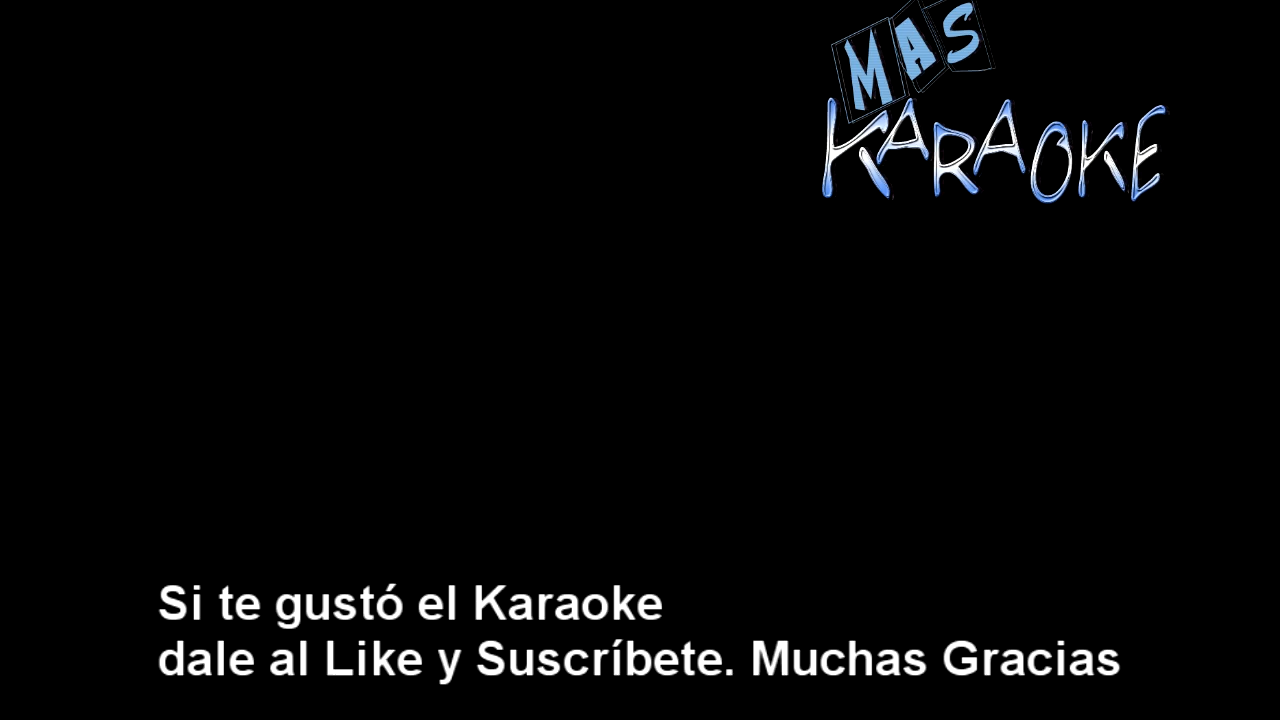 MAS
KARAOKE
Si te gustó el Karaoke
dale al Like y Suscríbete. Muchas Gracias